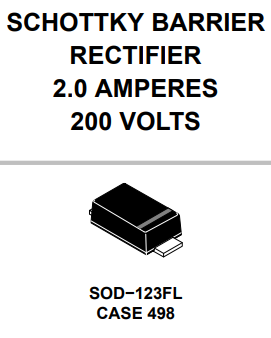 SCHOTTKY BARRIER
RECTIFIER
2.0 AMPERES
200 VOLTS
SOD−123FL
CASE 498